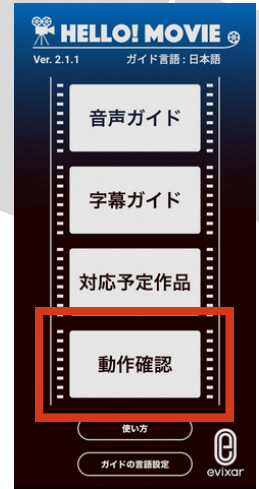 HELLO! MOVIE
Ver. 2.1.1 ガイド言語 : 日本語
音声ガイド
字幕ガイド
対応予定作品
動作確認
使い方
ガイドの言語設定
evixar